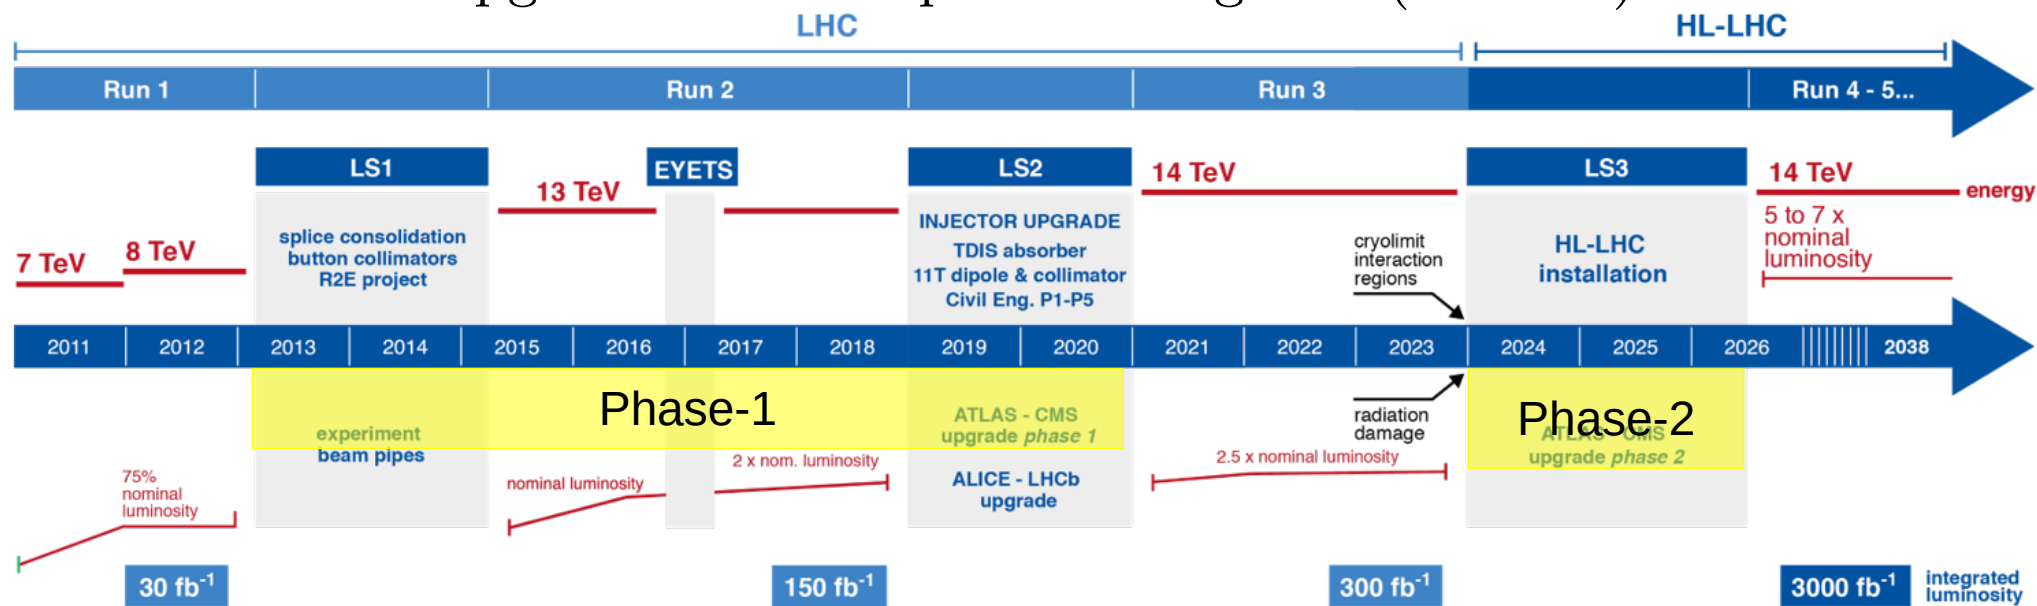 LHC
HL-LHC
Run 1
Run 2
Run 3
Run 4 - 5...
LS1
EYETS
LS2
LS3
7 TeV
8 TeV
13 TeV
14 TeV
14 TeV
energy
splice consolidation
button collimators
R2E project
INJECTOR UPGRADE
TDIS absorber
11T dipole & collimator
Civil Eng. P1-P5
cryolimit
interaction
regions
HL-LHC
installation
5 to 7 x
nominal
luminosity
2011
2012
2013
2014
2015
2016
2017
2018
2019
2020
2021
2022
2023
2024
2025
2026
2038
Phase-1
Phase-2
experiment
beam pipes
ATLAS - CMS
upgrade phase 1
ALICE - LHCb
upgrade
radiation
damage
ATLAS - CMS
upgrade phase 2
75%
nominal
luminosity
nominal luminosity
2 x nom. luminosity
2.5 x nominal luminosity
30 fb-1
150 fb-1
300 fb-1
3000 fb-1
integrated
luminosity